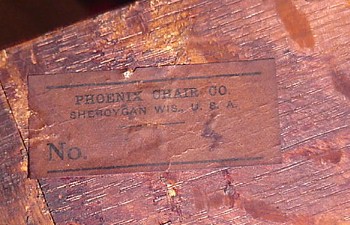 PHOENIX CHAIR CO.
SHEBOYGAN WIS., U. S. A.
No.